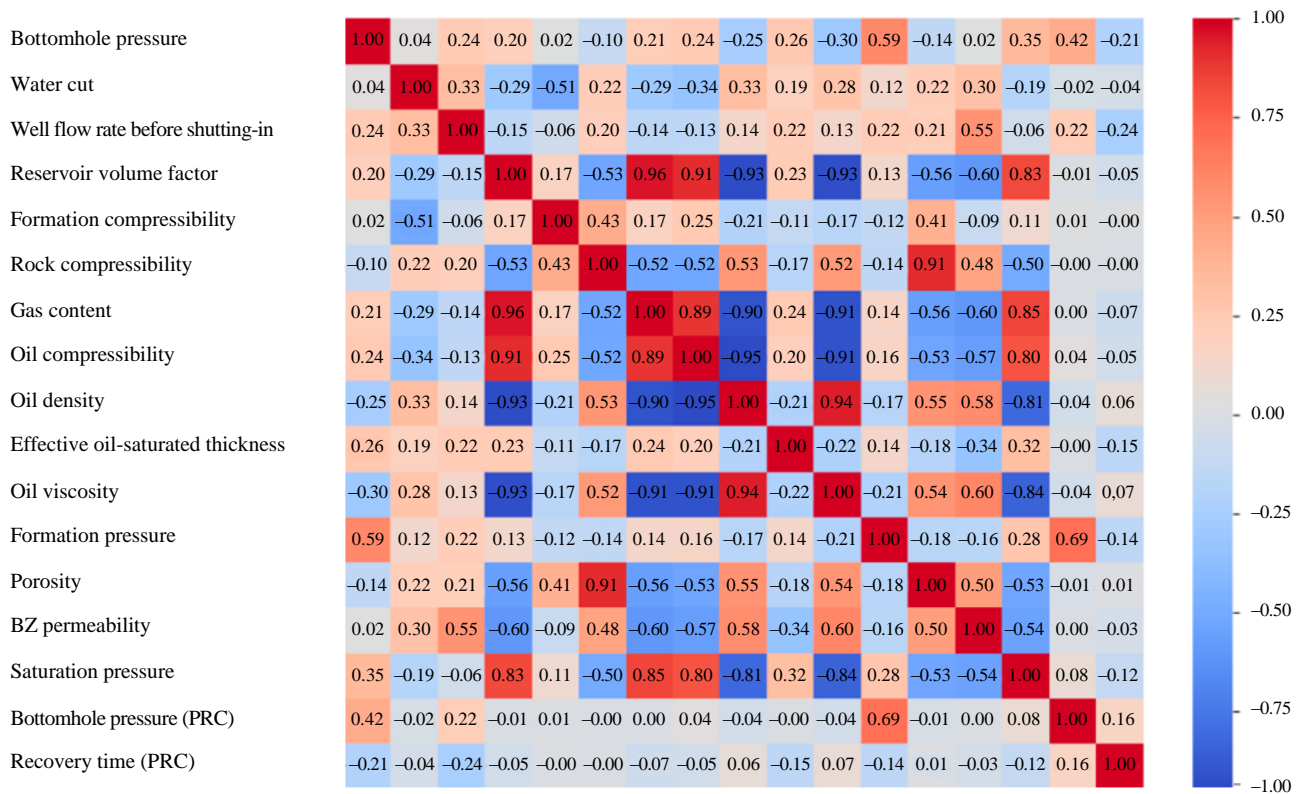 Bottomhole pressure 1.00 0.04 0.24 0.20 0.02 –0.10 0.21 0.24 –0.25 0.26 –0.30 0.59 –0.14 0.02 0.35 0.42 –0.21
Water cut 0.04 1.00 0.33 –0.29 –0.51 0.22 –0.29 –0.34 0.33 0.19 0.28 0.12 0.22 0.30 –0.19 –0.02 –0.04
Well flow rate before shutting-in 0.24 0.33 1.00 –0.15 –0.06 0.20 –0.14 –0.13 0.14 0.22 0.13 0.22 0.21 0.55 –0.06 0.22 –0.24
Reservoir volume factor 0.20 –0.29 –0.15 1.00 0.17 –0.53 0.96 0.91 –0.93 0.23 –0.93 0.13 –0.56 –0.60 0.83 –0.01 –0.05
Formation compressibility 0.02 –0.51 –0.06 0.17 1.00 0.43 0.17 0.25 –0.21 –0.11 –0.17 –0.12 0.41 –0.09 0.11 0.01 –0.00
Rock compressibility –0.10 0.22 0.20 –0.53 0.43 1.00 –0.52 –0.52 0.53 –0.17 0.52 –0.14 0.91 0.48 –0.50 –0.00 –0.00
Gas content 0.21 –0.29 –0.14 0.96 0.17 –0.52 1.00 0.89 –0.90 0.24 –0.91 0.14 –0.56 –0.60 0.85 0.00 –0.07
Oil compressibility 0.24 –0.34 –0.13 0.91 0.25 –0.52 0.89 1.00 –0.95 0.20 –0.91 0.16 –0.53 –0.57 0.80 0.04 –0.05
Oil density –0.25 0.33 0.14 –0.93 –0.21 0.53 –0.90 –0.95 1.00 –0.21 0.94 –0.17 0.55 0.58 –0.81 –0.04 0.06
Effective oil-saturated thickness 0.26 0.19 0.22 0.23 –0.11 –0.17 0.24 0.20 –0.21 1.00 –0.22 0.14 –0.18 –0.34 0.32 –0.00 –0.15
Oil viscosity –0.30 0.28 0.13 –0.93 –0.17 0.52 –0.91 –0.91 0.94 –0.22 1.00 –0.21 0.54 0.60 –0.84 –0.04 0,07
Formation pressure 0.59 0.12 0.22 0.13 –0.12 –0.14 0.14 0.16 –0.17 0.14 –0.21 1.00 –0.18 –0.16 0.28 0.69 –0.14
Porosity –0.14 0.22 0.21 –0.56 0.41 0.91 –0.56 –0.53 0.55 –0.18 0.54 –0.18 1.00 0.50 –0.53 –0.01 0.01
BZ permeability 0.02 0.30 0.55 –0.60 –0.09 0.48 –0.60 –0.57 0.58 –0.34 0.60 –0.16 0.50 1.00 –0.54 0.00 –0.03
Saturation pressure 0.35 –0.19 –0.06 0.83 0.11 –0.50 0.85 0.80 –0.81 0.32 –0.84 0.28 –0.53 –0.54 1.00 0.08 –0.12
Bottomhole pressure (PRC) 0.42 –0.02 0.22 –0.01 0.01 –0.00 0.00 0.04 –0.04 –0.00 –0.04 0.69 –0.01 0.00 0.08 1.00 0.16
Recovery time (PRC) –0.21 –0.04 –0.24 –0.05 –0.00 –0.00 –0.07 –0.05 0.06 –0.15 0.07 –0.14 0.01 –0.03 –0.12 0.16 1.00
1.00
0.75
0.50
0.25
0.00
–0.25
–0.50
–0.75
–1.00